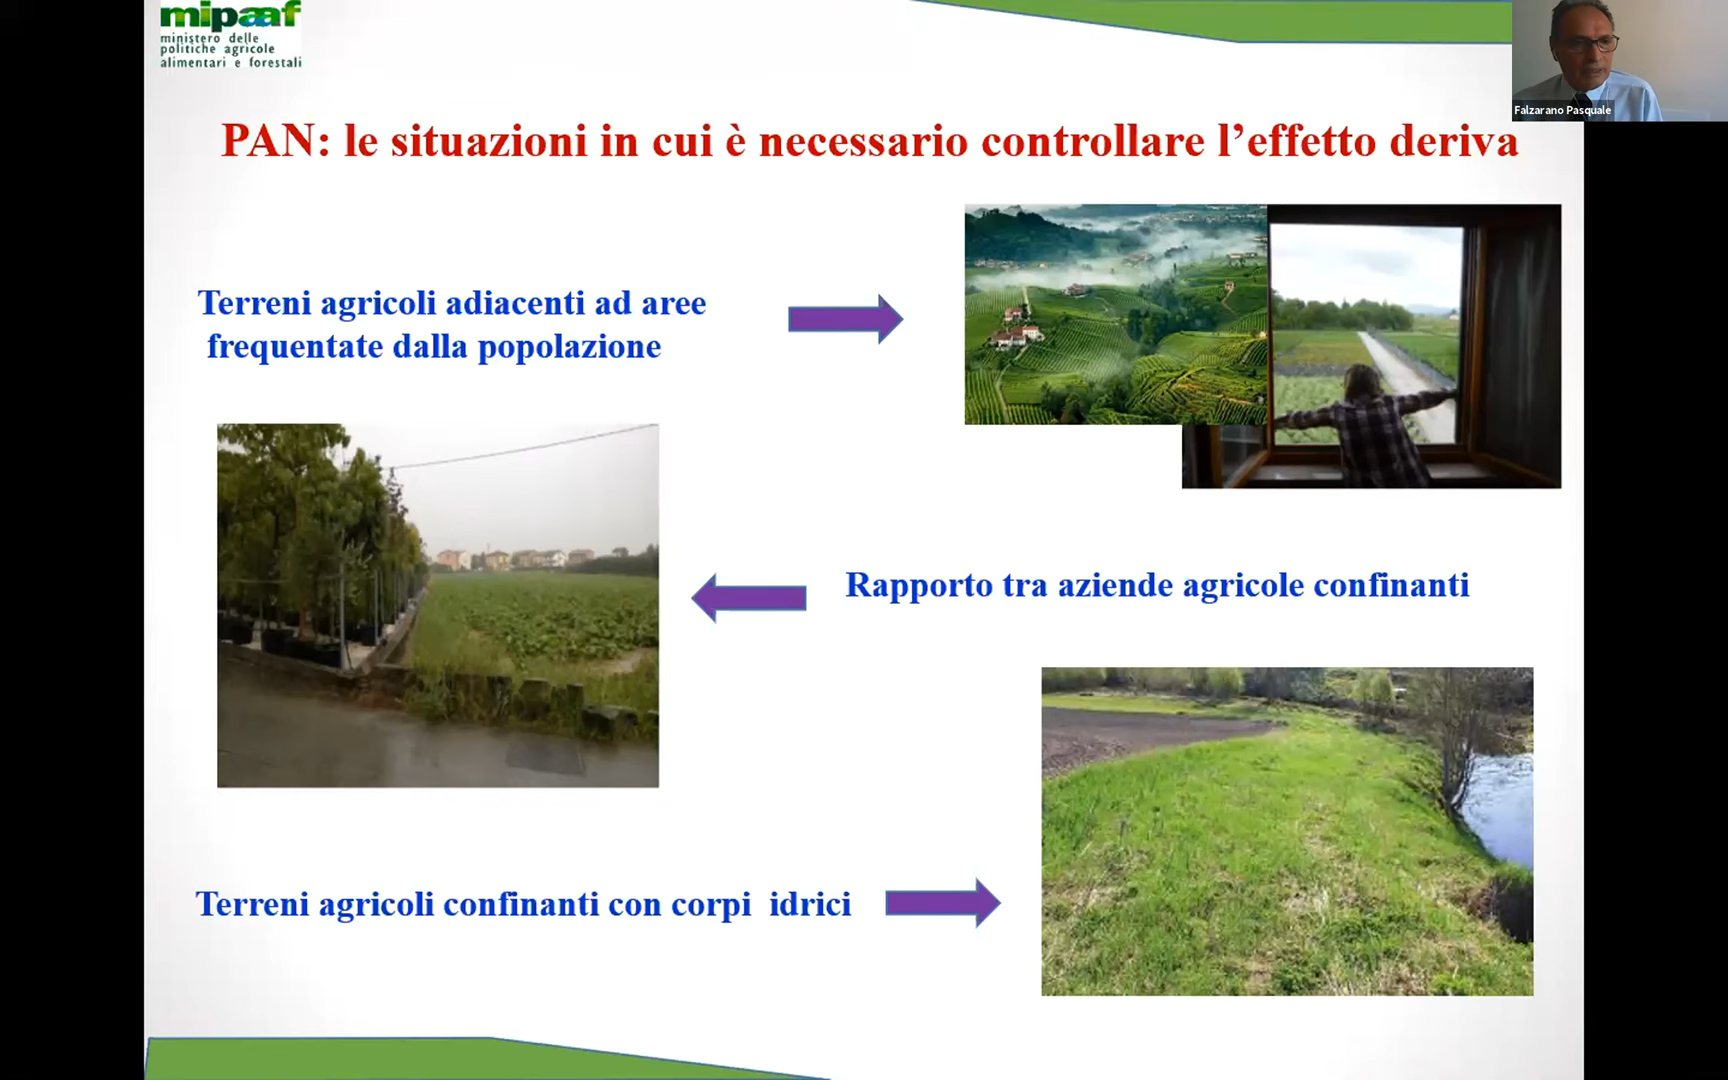 mipaaf
ministero delle
politiche agricole
alimentari e forestali
Falzarano Pasquale
PAN: le situazioni in cui è necessario controllare l’effetto deriva
Terreni agricoli adiacenti ad aree
frequentate dalla popolazione
Rapporto tra aziende agricole confinanti
Terreni agricoli confinanti con corpi idrici